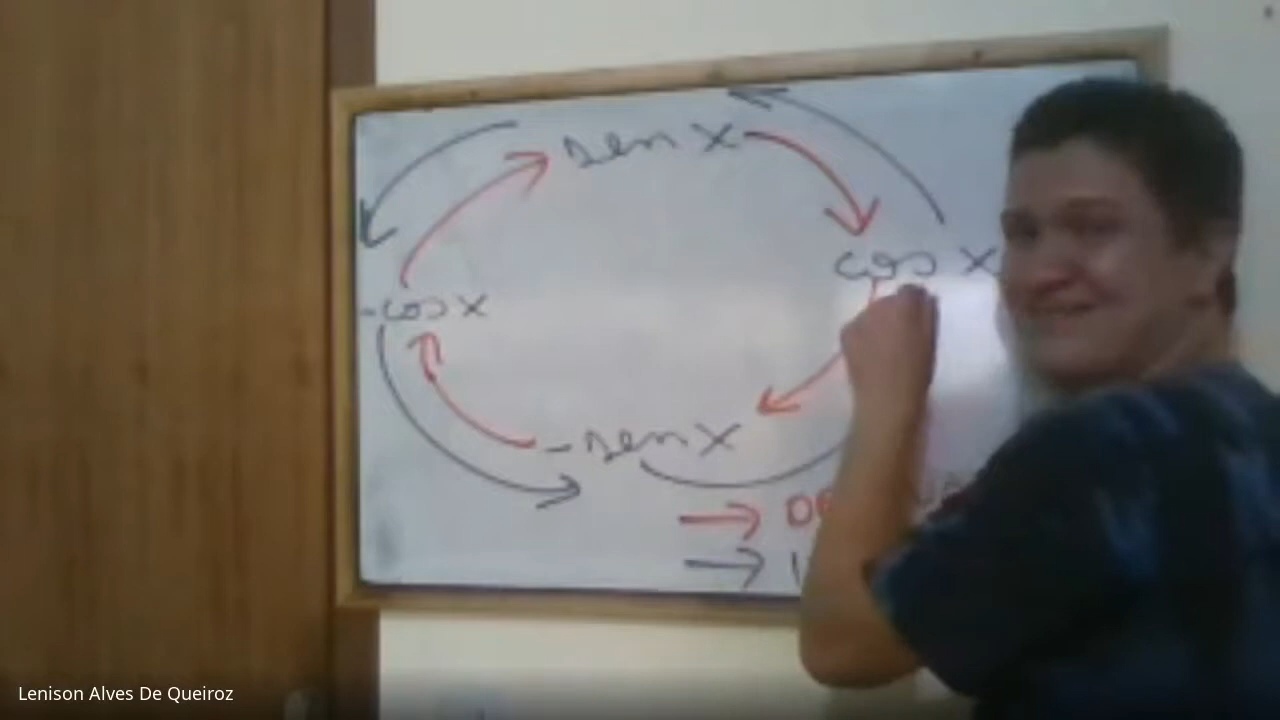 sen x
cos x
-cos x
-sen x
→
→
Lenison Alves De Queiroz